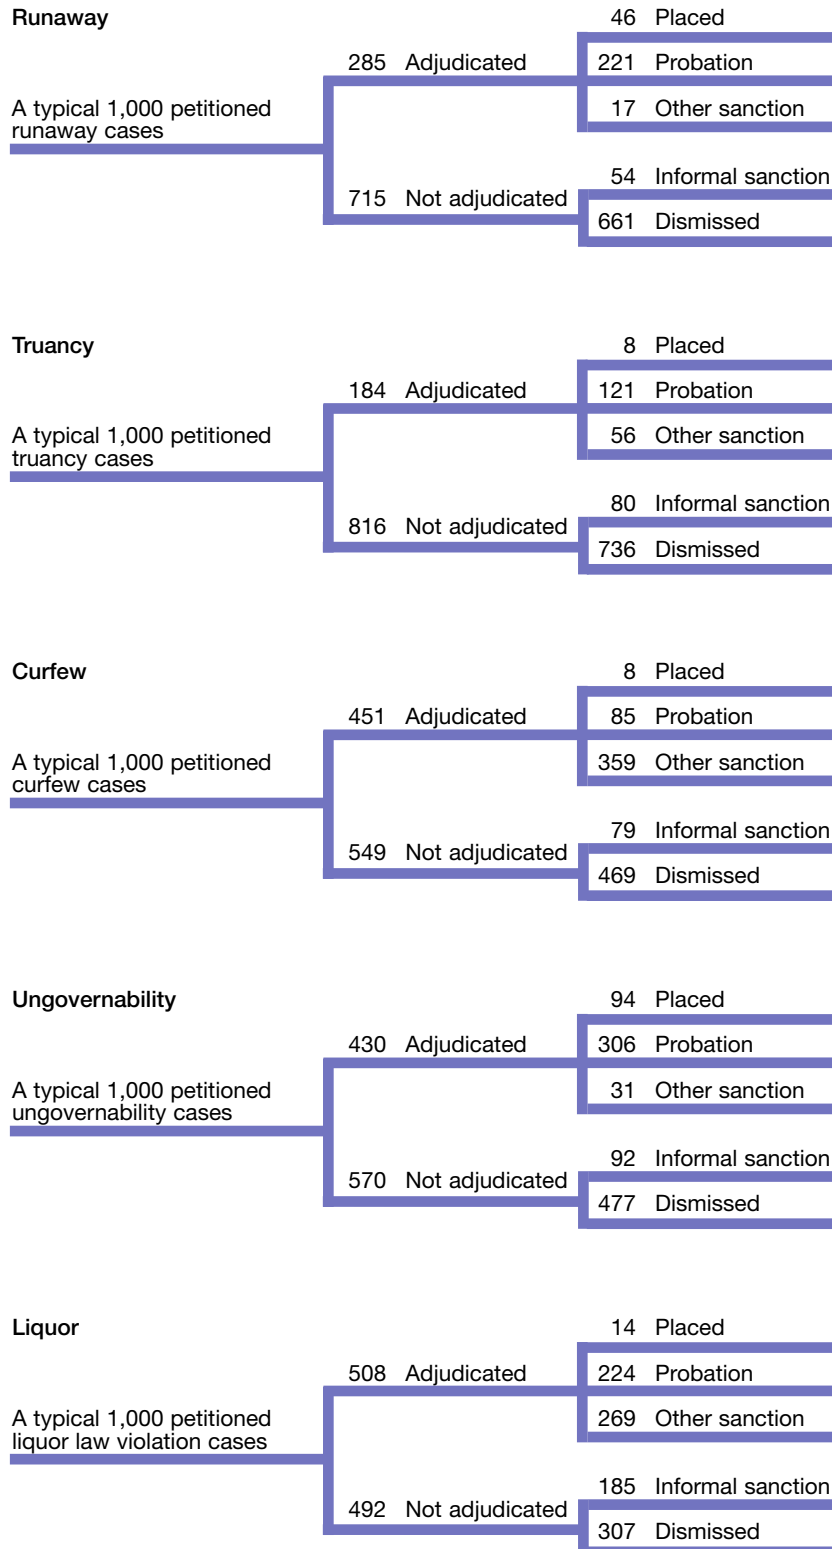 Runaway
46 Placed
285 Adjudicated
221 Probation
A typical 1,000 petitioned
runaway cases
17 Other sanction
54 Informal sanction
715 Not adjudicated
661 Dismissed
Truancy
8 Placed
184 Adjudicated
121 Probation
A typical 1,000 petitioned
truancy cases
56 Other sanction
80 Informal sanction
816 Not adjudicated
736 Dismissed
Curfew
8 Placed
451 Adjudicated
85 Probation
A typical 1,000 petitioned
curfew cases
359 Other sanction
79 Informal sanction
549 Not adjudicated
469 Dismissed
Ungovernability
94 Placed
430 Adjudicated
306 Probation
A typical 1,000 petitioned
ungovernability cases
31 Other sanction
92 Informal sanction
570 Not adjudicated
477 Dismissed
Liquor
14 Placed
508 Adjudicated
224 Probation
A typical 1,000 petitioned
liquor law violation cases
269 Other sanction
185 Informal sanction
492 Not adjudicated
307 Dismissed